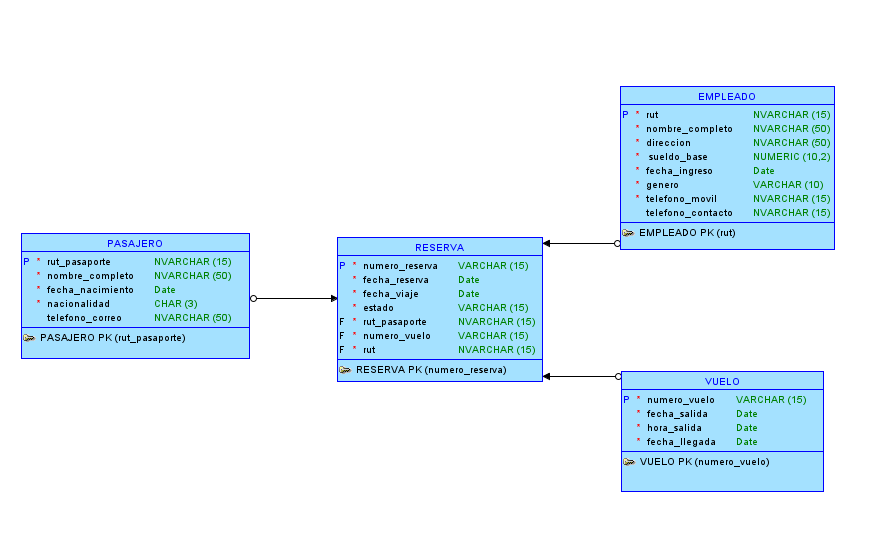 EMPLEADO
P * rut NVARCHAR (15)
* nombre_completo NVARCHAR (50)
* direccion NVARCHAR (50)
* sueldo_base NUMERIC (10,2)
* fecha_ingreso Date
* genero VARCHAR (10)
* telefono_movil NVARCHAR (15)
telefono_contacto NVARCHAR (15)
EMPLEADO PK (rut)
PASAJERO
P * rut_pasaporte NVARCHAR (15)
* nombre_completo NVARCHAR (50)
* fecha_nacimiento Date
* nacionalidad CHAR (3)
telefono_correo NVARCHAR (50)
PASAJERO PK (rut_pasaporte)
RESERVA
P * numero_reserva VARCHAR (15)
* fecha_reserva Date
* fecha_viaje Date
* estado VARCHAR (15)
F * rut_pasaporte NVARCHAR (15)
F * numero_vuelo VARCHAR (15)
F * rut NVARCHAR (15)
RESERVA PK (numero_reserva)
VUELO
P * numero_vuelo VARCHAR (15)
* fecha_salida Date
* hora_salida Date
* fecha_llegada Date
VUELO PK (numero_vuelo)